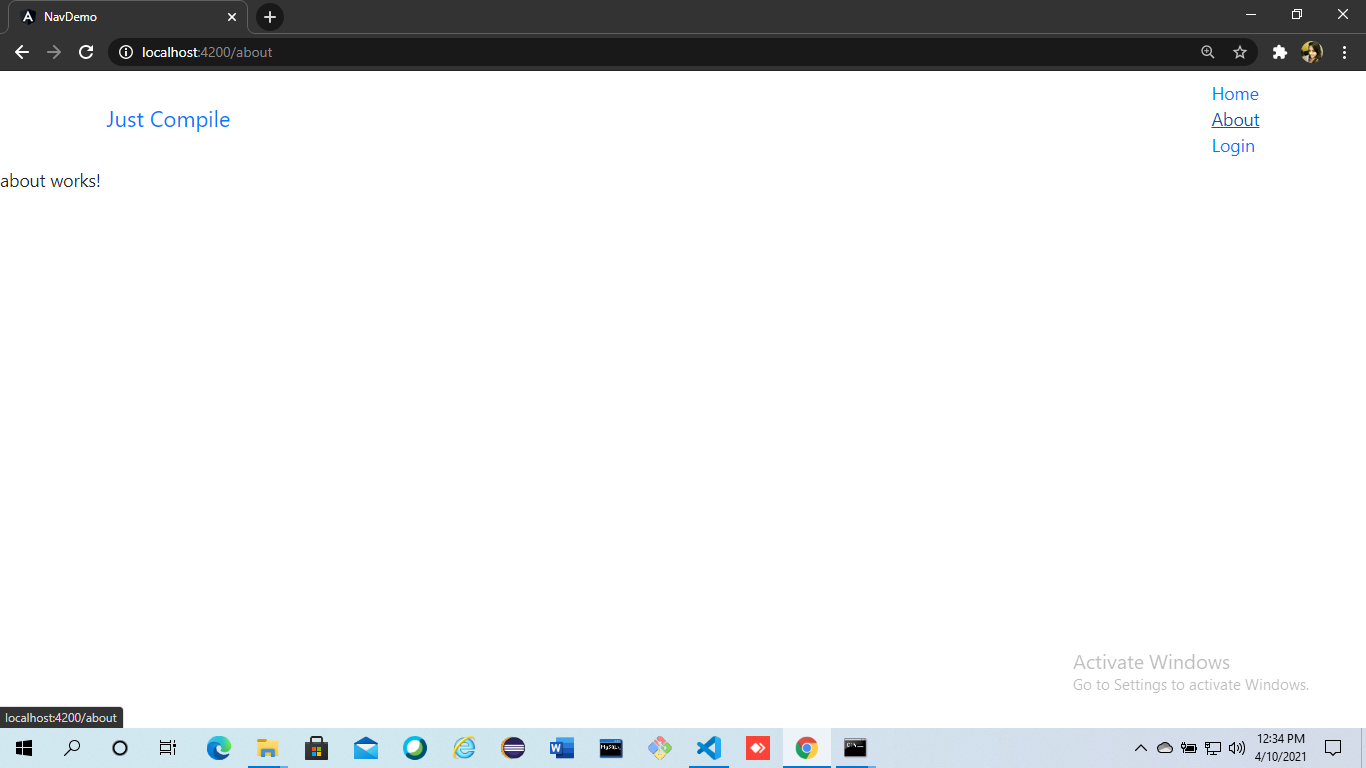 NavDemo
localhost:4200/about
Just Compile
Home
About
Login
about works!
Activate Windows
Go to Settings to activate Windows.
localhost:4200/about
12:34 PM
4/10/2021